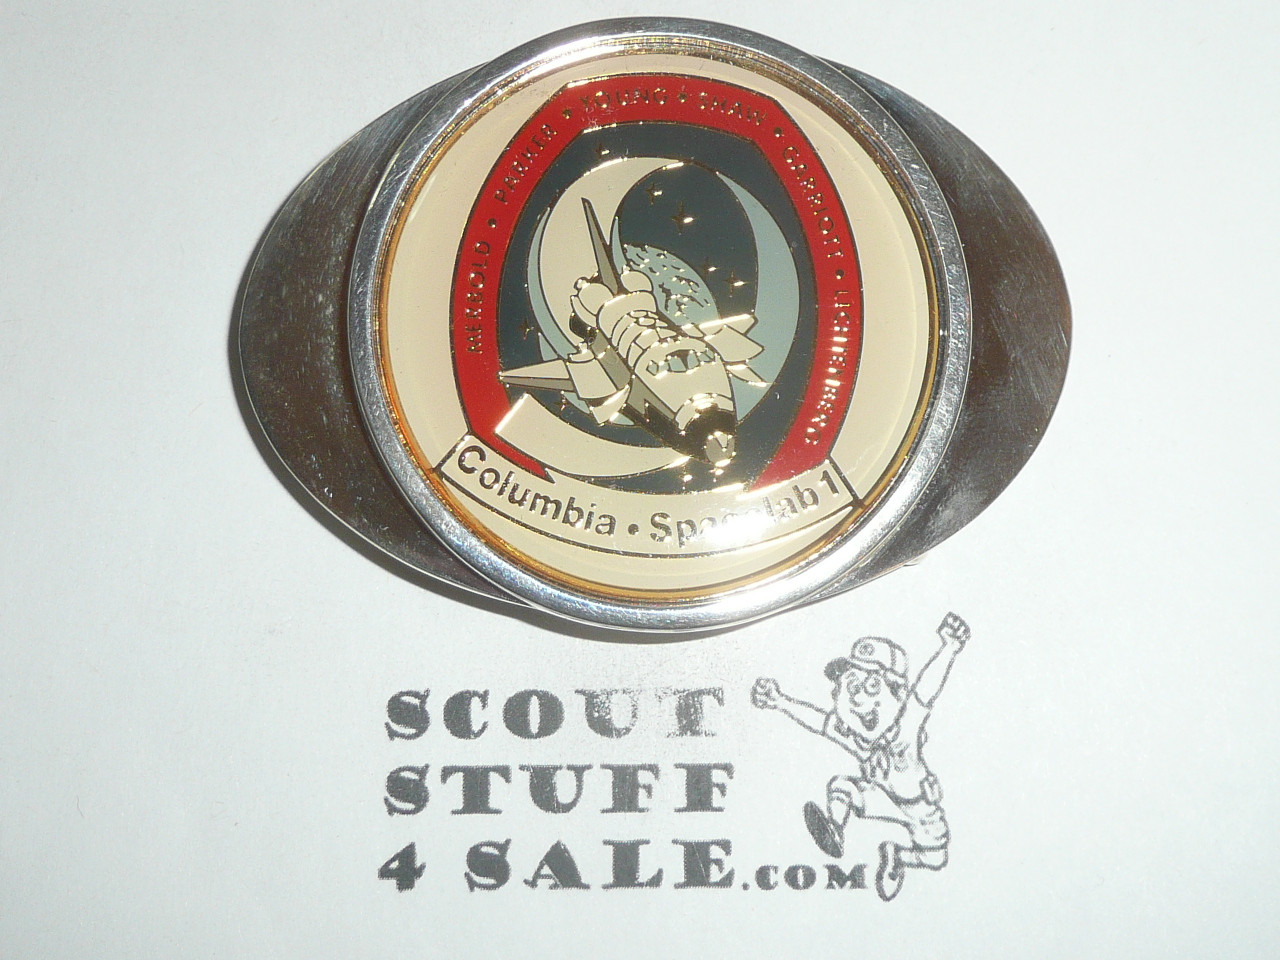 MERBOLD • PARKER • YOUNG • SHAW • GARRIOTT • LICHTENBERG
Columbia • Spacelab 1
SCOUT
STUFF
4 SALE.COM